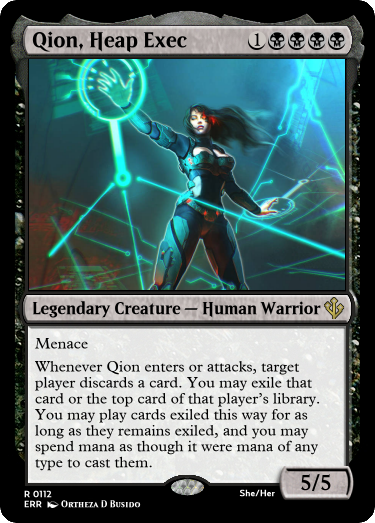 Qion, Heap Exec 1
Legendary Creature — Human Warrior
Menace
Whenever Qion enters or attacks, target
player discards a card. You may exile that
card or the top card of that player's library.
You may play cards exiled this way for as
long as they remains exiled, and you may
spend mana as though it were mana of any
type to cast them.
5/5
R 0112
She/Her
ERR Ortheza D Busido